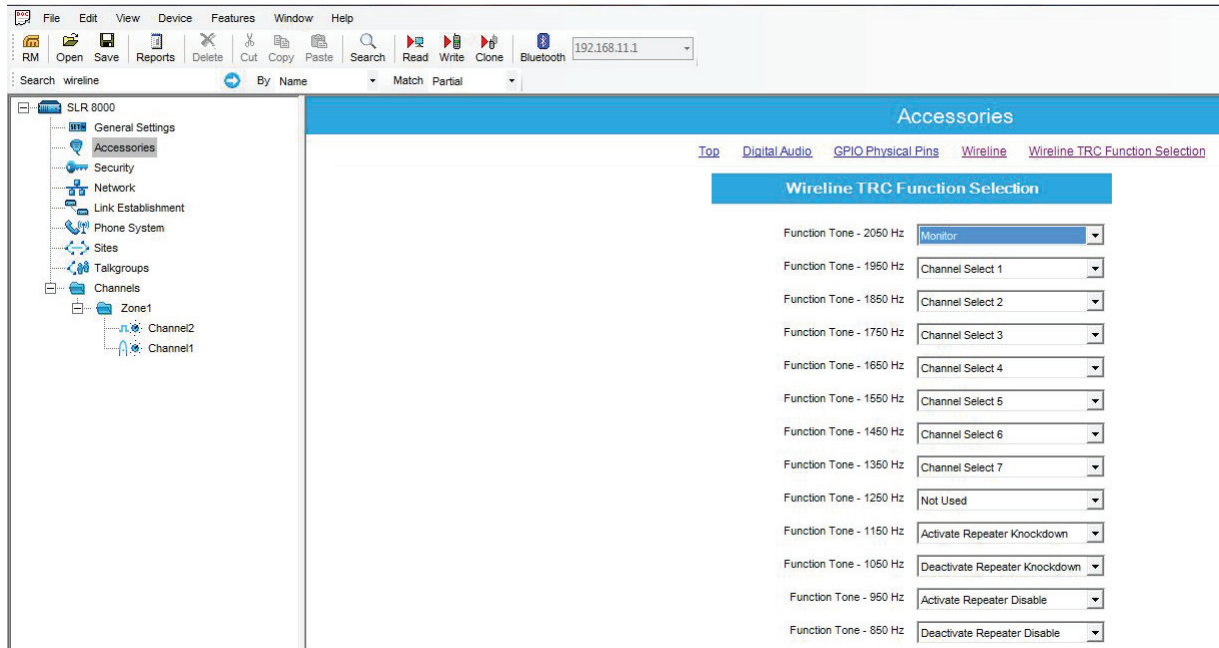 File Edit View Device Features Window Help
RM Open Save Reports Delete Cut Copy Paste Search Read Write Clone Bluetooth 192.168.11.1
Search wireline By Name Match Partial
SLR 8000
General Settings
Accessories
Security
Network
Link Establishment
Phone System
Sites
Talkgroups
Channels
Zone1
Channel2
Channel1
Accessories
Top Digital Audio GPIO Physical Pins Wireline Wireline TRC Function Selection
Wireline TRC Function Selection
Function Tone - 2050 Hz Monitor
Function Tone - 1950 Hz Channel Select 1
Function Tone - 1850 Hz Channel Select 2
Function Tone - 1750 Hz Channel Select 3
Function Tone - 1650 Hz Channel Select 4
Function Tone - 1550 Hz Channel Select 5
Function Tone - 1450 Hz Channel Select 6
Function Tone - 1350 Hz Channel Select 7
Function Tone - 1250 Hz Not Used
Function Tone - 1150 Hz Activate Repeater Knockdown
Function Tone - 1050 Hz Deactivate Repeater Knockdown
Function Tone - 950 Hz Activate Repeater Disable
Function Tone - 850 Hz Deactivate Repeater Disable